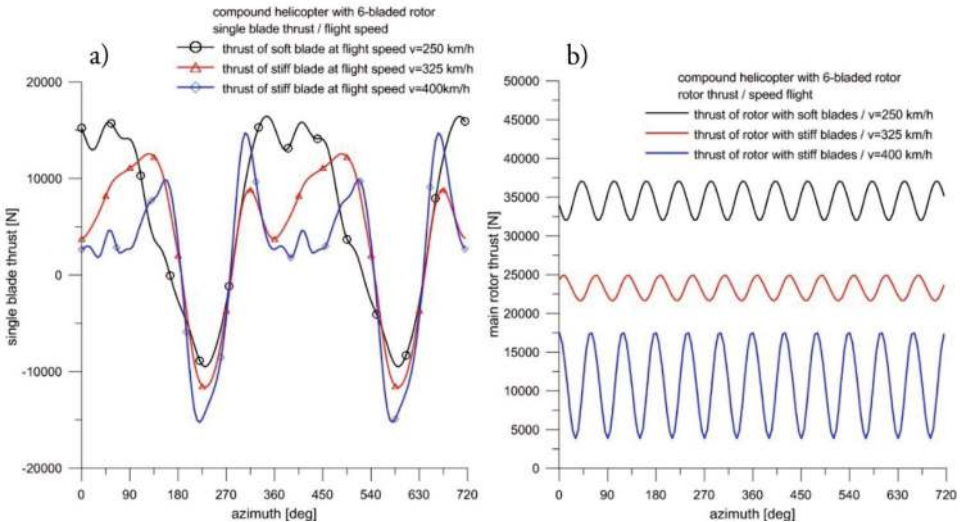 compound helicopter with 6-bladed rotor
single blade thrust / flight speed
a)
thrust of soft blade at flight speed v=250 km/h
thrust of stiff blade at flight speed v=325 km/h
thrust of stiff blade at flight speed v=400km/h
20000
10000
0
-10000
-20000
single blade thrust [N]
0 90 180 270 360 450 540 630 720
azimuth [deg]
b)
compound helicopter with 6-bladed rotor
rotor thrust / speed flight
thrust of rotor with soft blades / v=250 km/h
thrust of rotor with stiff blades / v=325 km/h
thrust of rotor with stiff blades / v=400 km/h
50000
45000
40000
35000
30000
25000
20000
15000
10000
5000
0
main rotor thrust [N]
0 90 180 270 360 450 540 630 720
azimuth [deg]